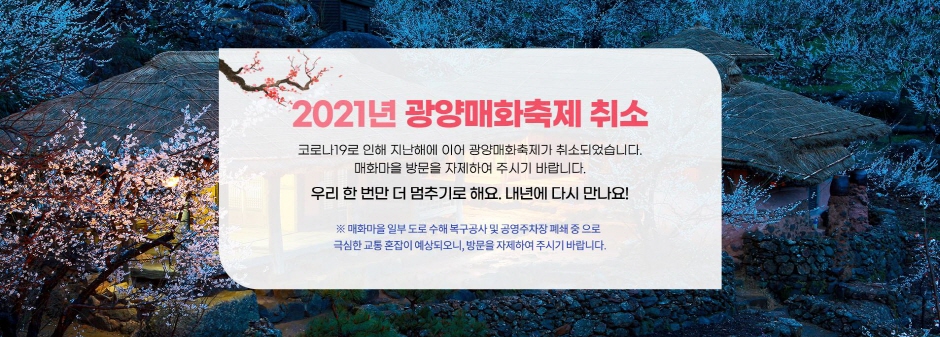 2021년 광양매화축제 취소
코로나19로 인해 지난해에 이어 광양매화축제가 취소되었습니다.
매화마을 방문을 자제하여 주시기 바랍니다.
우리 한 번만 더 멈추기로 해요. 내년에 다시 만나요!
※ 매화마을 일부 도로 수해 복구공사 및 공영주차장 폐쇄 중 으로
극심한 교통 혼잡이 예상되오니, 방문을 자제하여 주시기 바랍니다.